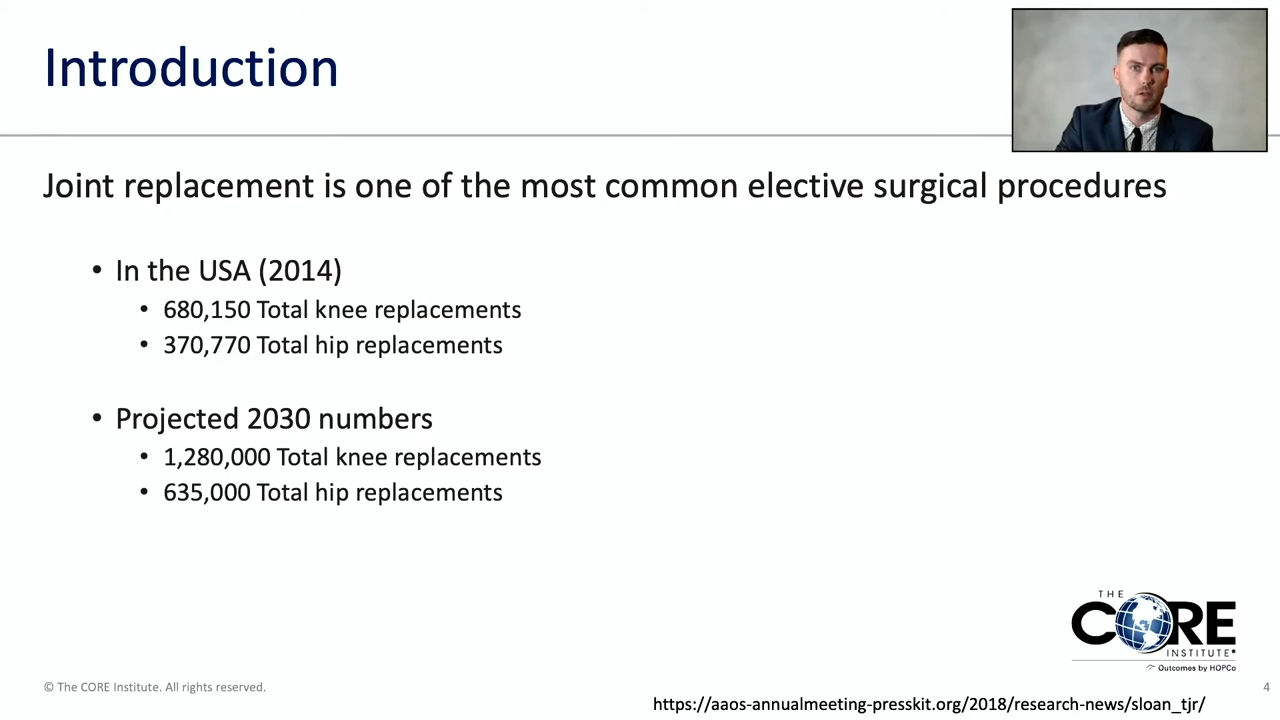 Introduction
Joint replacement is one of the most common elective surgical procedures
• In the USA (2014)
• 680,150 Total knee replacements
• 370,770 Total hip replacements
• Projected 2030 numbers
• 1,280,000 Total knee replacements
• 635,000 Total hip replacements
THE
CORE
INSTITUTE®
Outcomes by HOPCo
© The CORE Institute. All rights reserved.
4
https://aaos-annualmeeting-presskit.org/2018/research-news/sloan_tjr/